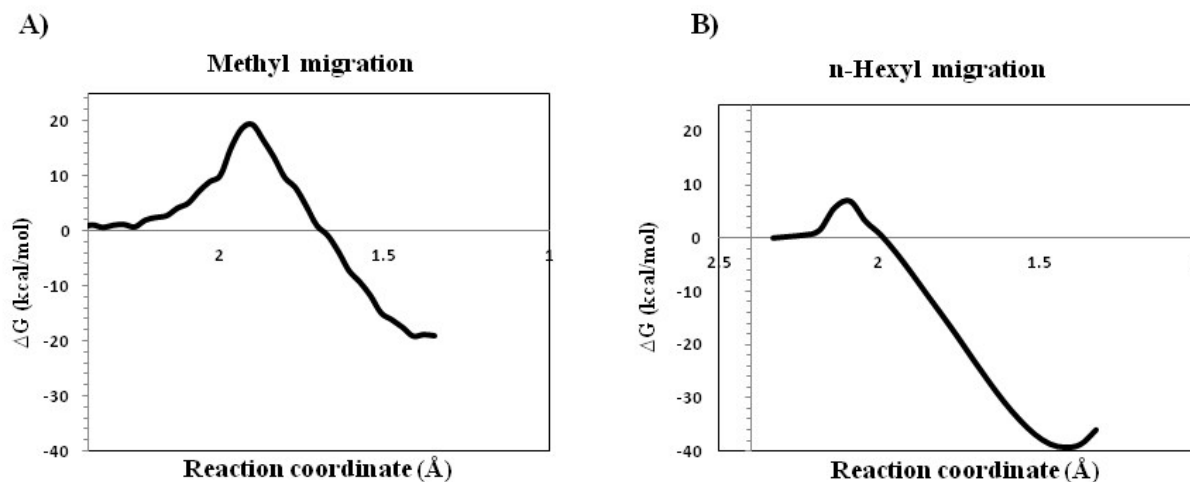 A)
Methyl migration
20
10
0
-10
-20
-30
-40
2
1.5
1
ΔG (kcal/mol)
Reaction coordinate (Å)
B)
n-Hexyl migration
20
10
0
-10
-20
-30
-40
2.5
2
1.5
ΔG (kcal/mol)
Reaction coordinate (Å)